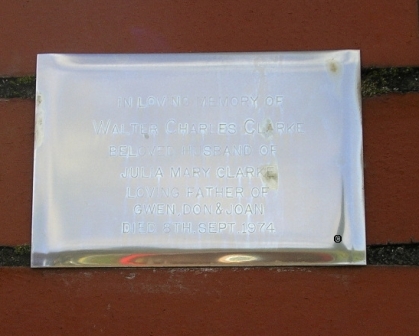 IN LOVING MEMORY OF
WALTER CHARLES CLARKE
BELOVED HUSBAND OF
JULIA MARY CLARKE
LOVING FATHER OF
GWEN, DON & JOAN
DIED 8TH. SEPT. 1974